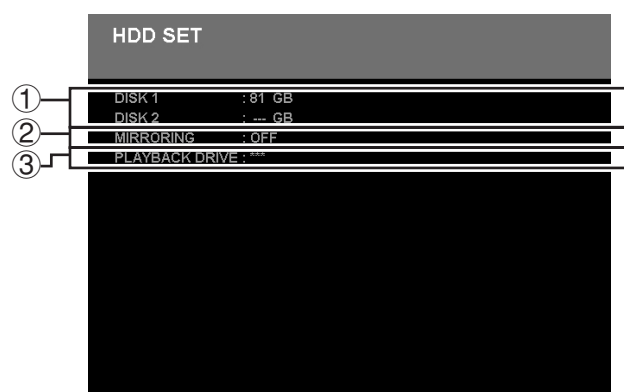 HDD SET
① DISK 1 : 81 GB
DISK 2 : --- GB
② MIRRORING : OFF
③ PLAYBACK DRIVE : ***